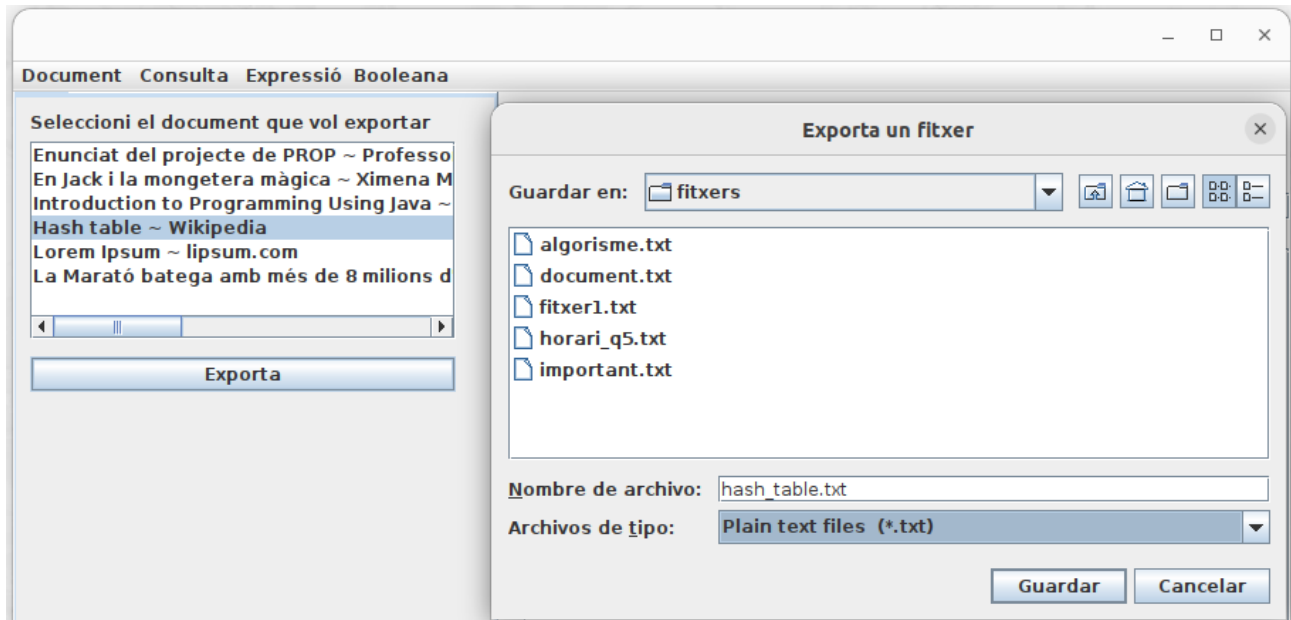 Document Consulta Expressió Booleana
Seleccioni el document que vol exportar
Enunciat del projecte de PROP ~ Professo
En Jack i la mongetera màgica ~ Ximena M
Introduction to Programming Using Java ~
Hash table ~ Wikipedia
Lorem Ipsum ~ lipsum.com
La Marató batega amb més de 8 milions d
Exporta
Exporta un fitxer
Guardar en: fitxers
algorisme.txt
document.txt
fitxer1.txt
horari_q5.txt
important.txt
Nombre de archivo: hash_table.txt
Archivos de tipo: Plain text files (*.txt)
Guardar Cancelar